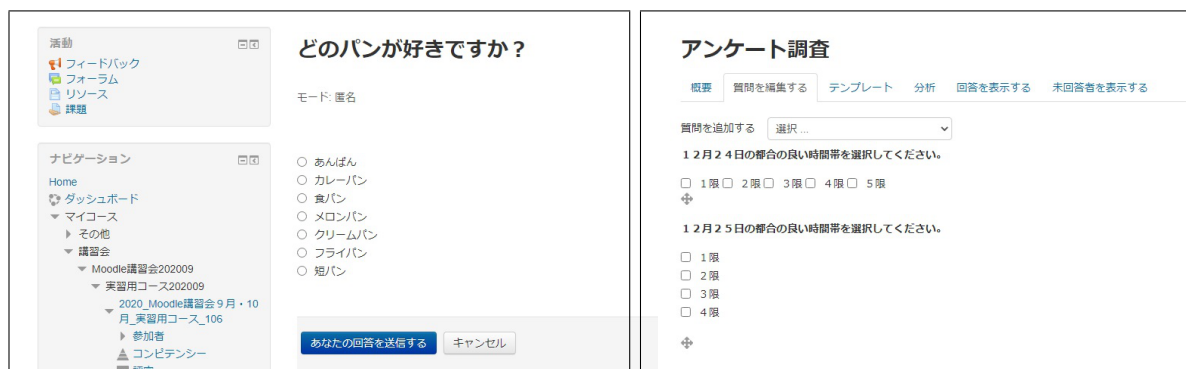 活動
フィードバック
フォーラム
リソース
課題
ナビゲーション
Home
ダッシュボード
マイコース
その他
講習会
Moodle講習会202009
実習用コース202009
2020_Moodle講習会9月・10
月_実習用コース_106
参加者
コンピテンシー
どのパンが好きですか？
モード: 匿名
あんぱん
カレーパン
食パン
メロンパン
クリームパン
フライパン
短パン
あなたの回答を送信する キャンセル
アンケート調査
概要 質問を編集する テンプレート 分析 回答を表示する 未回答者を表示する
質問を追加する 選択 ...
１２月２４日の都合の良い時間帯を選択してください。
1限 2限 3限 4限 5限
１２月２５日の都合の良い時間帯を選択してください。
1限
2限
3限
4限